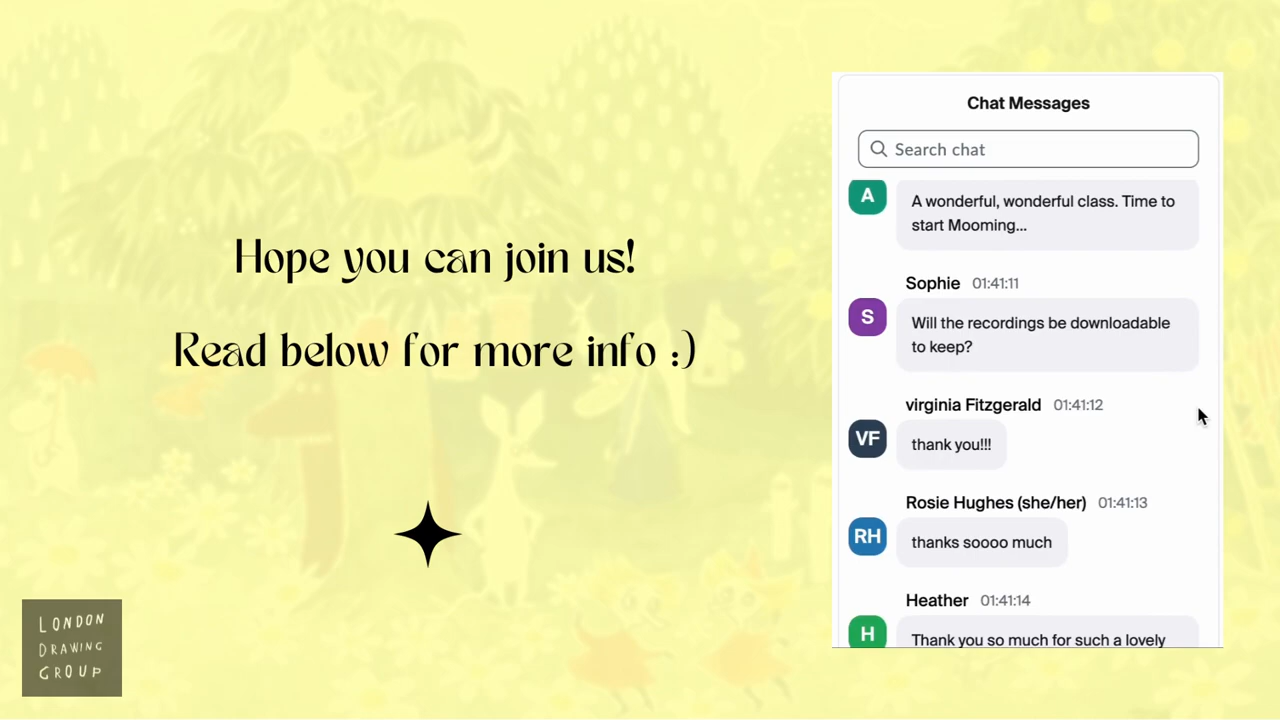 Hope you can join us!
Read below for more info :)
LONDON
DRAWING
GROUP
Chat Messages
Search chat
A
A wonderful, wonderful class. Time to
start Mooming...
Sophie 01:41:11
S
Will the recordings be downloadable
to keep?
virginia Fitzgerald 01:41:12
VF
thank you!!!
Rosie Hughes (she/her) 01:41:13
RH
thanks soooo much
Heather 01:41:14
H
Thank you so much for such a lovely